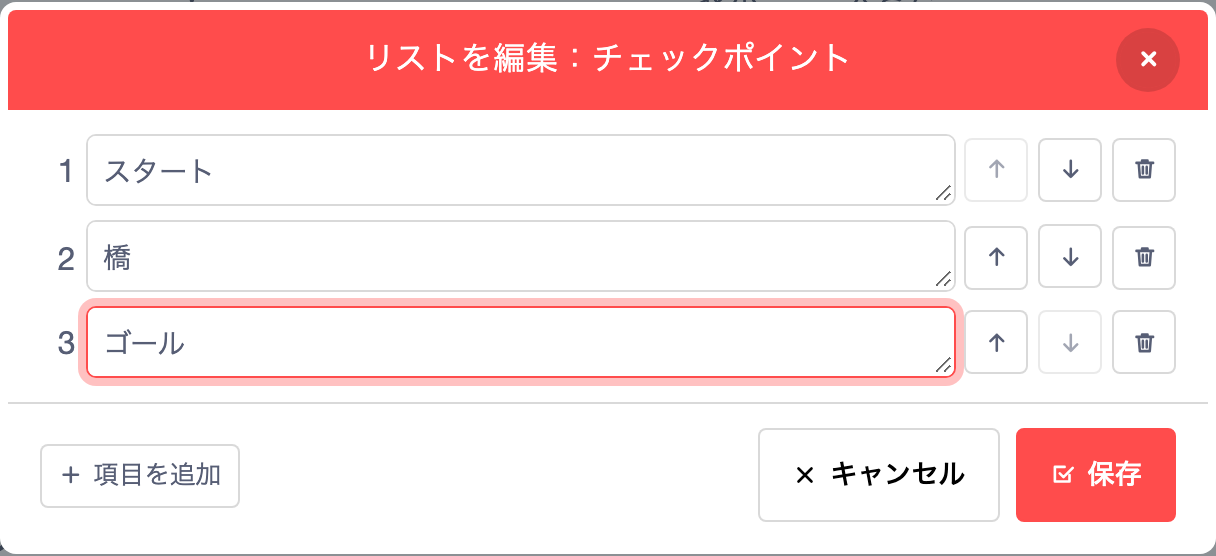 リストを編集：チェックポイント
1 スタート
2 橋
3 ゴール
+ 項目を追加
× キャンセル
保存